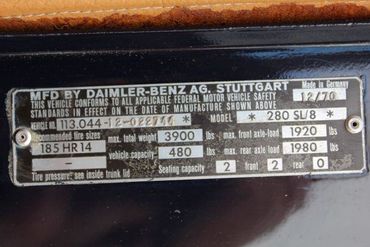 MFD BY DAIMLER-BENZ AG, STUTTGART Made in Germany
THIS VEHICLE CONFORMS TO ALL APPLICABLE FEDERAL MOTOR VEHICLE SAFETY 12/70
STANDARDS IN EFFECT ON THE DATE OF MANUFACTURE SHOWN ABOVE.
113.044-12- MODEL * 280 SL/8 *
recommended tire sizes max. total weight 3900 lbs max. front axle-load 1920 lbs
185 HR 14 vehicle capacity 480 lbs max. rear axle load 1980 lbs
- SEATING CAPACITY 2 front 2 rear 0
Tire pressure: see inside trunk lid